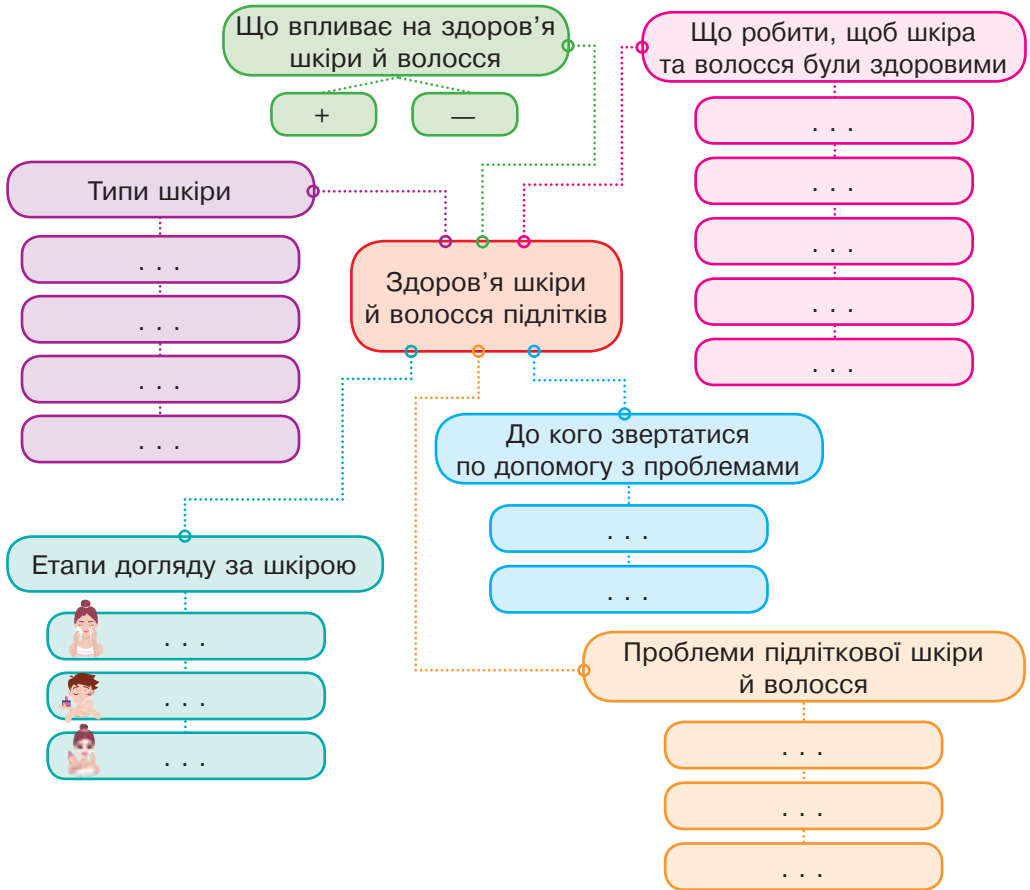 Що впливає на здоров’я
шкіри й волосся
+
—
Що робити, щоб шкіра
та волосся були здоровими
. . .
. . .
. . .
. . .
. . .
Типи шкіри
. . .
. . .
. . .
. . .
Здоров’я шкіри
й волосся підлітків
До кого звертатися
по допомогу з проблемами
. . .
. . .
Етапи догляду за шкірою
. . .
. . .
. . .
Проблеми підліткової шкіри
й волосся
. . .
. . .
. . .